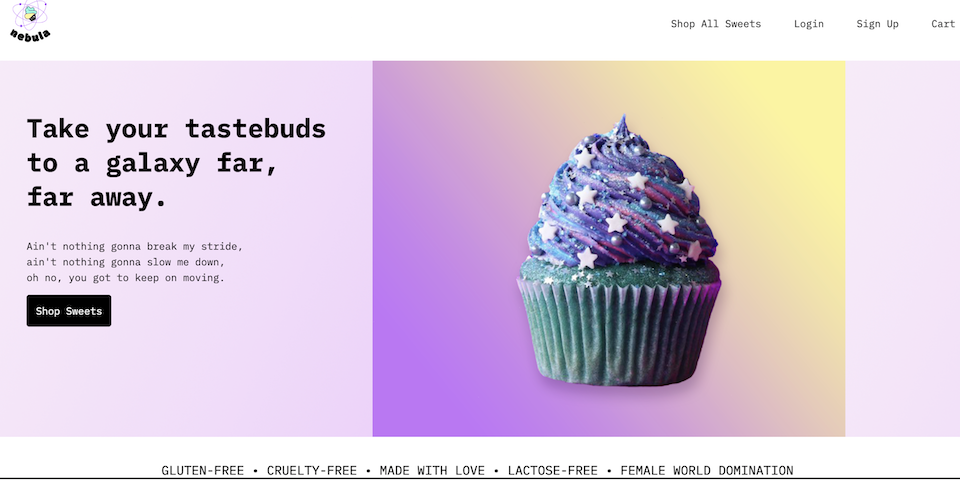 nebula
Shop All Sweets Login Sign Up Cart
Take your tastebuds
to a galaxy far,
far away.
Ain't nothing gonna break my stride,
ain't nothing gonna slow me down,
oh no, you got to keep on moving.
Shop Sweets
GLUTEN-FREE • CRUELTY-FREE • MADE WITH LOVE • LACTOSE-FREE • FEMALE WORLD DOMINATION